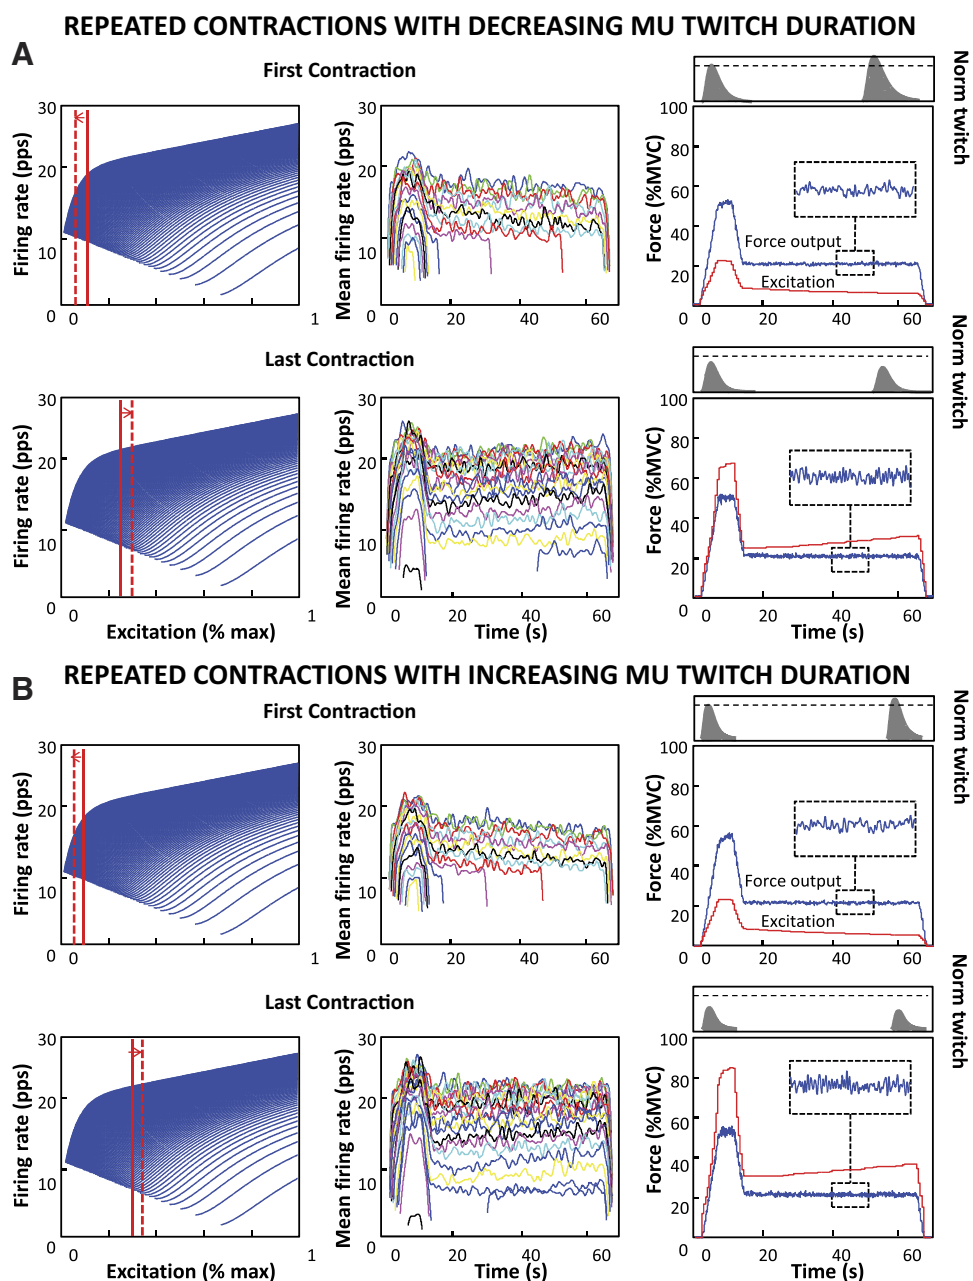 REPEATED CONTRACTIONS WITH DECREASING MU TWITCH DURATION
A
First Contraction
Norm twitch
Firing rate (pps)
30
20
10
0
0
1
Mean firing rate (pps)
30
20
10
0
0 20 40 60
Force (%MVC)
100
80
60
40
20
0
Force output
Excitation
0 20 40 60
Last Contraction
Norm twitch
Firing rate (pps)
30
20
10
0
0
1
Excitation (% max)
Mean firing rate (pps)
30
20
10
0
0 20 40 60
Time (s)
Force (%MVC)
100
80
60
40
20
0
0 20 40 60
Time (s)
B
REPEATED CONTRACTIONS WITH INCREASING MU TWITCH DURATION
First Contraction
Norm twitch
Firing rate (pps)
30
20
10
0
0
1
Mean firing rate (pps)
30
20
10
0
0 20 40 60
Force (%MVC)
100
80
60
40
20
0
Force output
Excitation
0 20 40 60
Last Contraction
Norm twitch
Firing rate (pps)
30
20
10
0
0
1
Excitation (% max)
Mean firing rate (pps)
30
20
10
0
0 20 40 60
Time (s)
Force (%MVC)
100
80
60
40
20
0
0 20 40 60
Time (s)